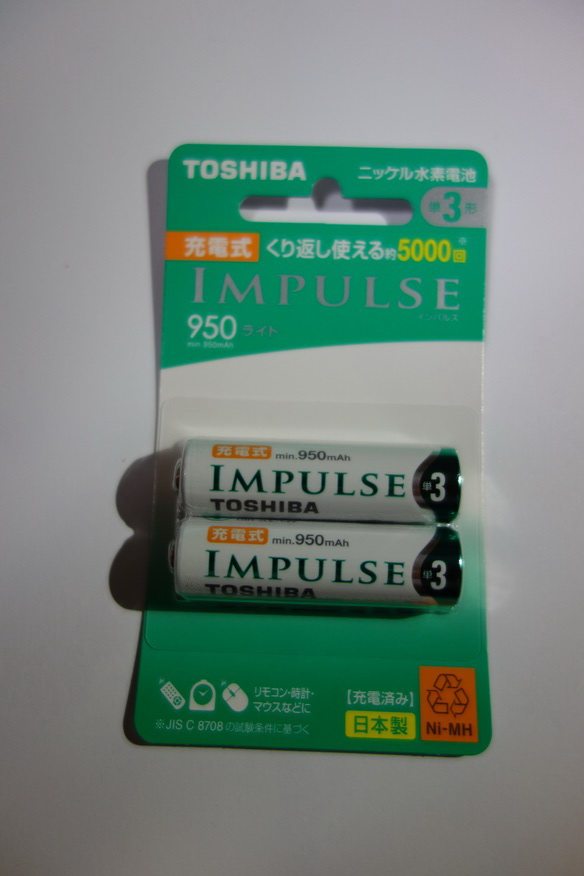 TOSHIBA
ニッケル水素電池
単3形
充電式 くり返し使える約5000回※
IMPULSE
インパルス
950 ライト
min.950mAh
充電式 min.950mAh
IMPULSE 単3
TOSHIBA
充電式 min.950mAh
IMPULSE 単3
TOSHIBA
リモコン・時計・
マウスなどに
※JIS C 8708の試験条件に基づく
【充電済み】
日本製
Ni-MH